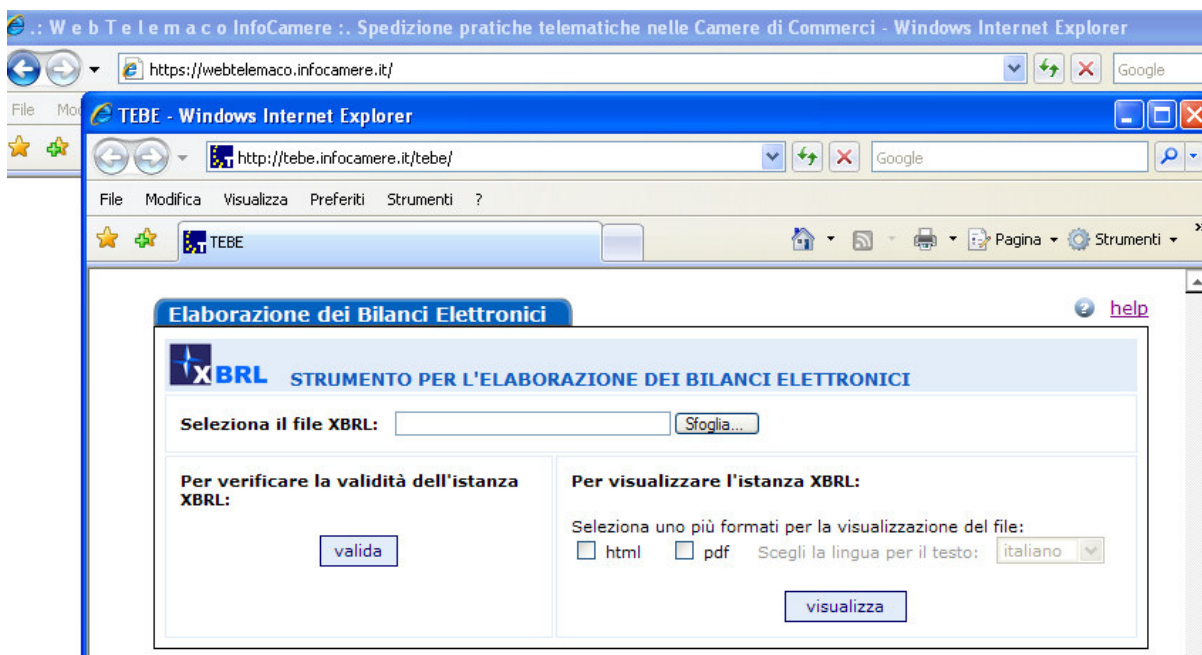 .: W e b T e l e m a c o InfoCamere :. Spedizione pratiche telematiche nelle Camere di Commerci - Windows Internet Explorer
https://webtelemaco.infocamere.it/
Google
File
TEBE - Windows Internet Explorer
http://tebe.infocamere.it/tebe/
Google
File Modifica Visualizza Preferiti Strumenti ?
TEBE
Pagina Strumenti »
Elaborazione dei Bilanci Elettronici
help
XBRL STRUMENTO PER L'ELABORAZIONE DEI BILANCI ELETTRONICI
Seleziona il file XBRL: Sfoglia...
Per verificare la validità dell'istanza
XBRL:
valida
Per visualizzare l'istanza XBRL:
Seleziona uno più formati per la visualizzazione del file:
html pdf Scegli la lingua per il testo: italiano
visualizza